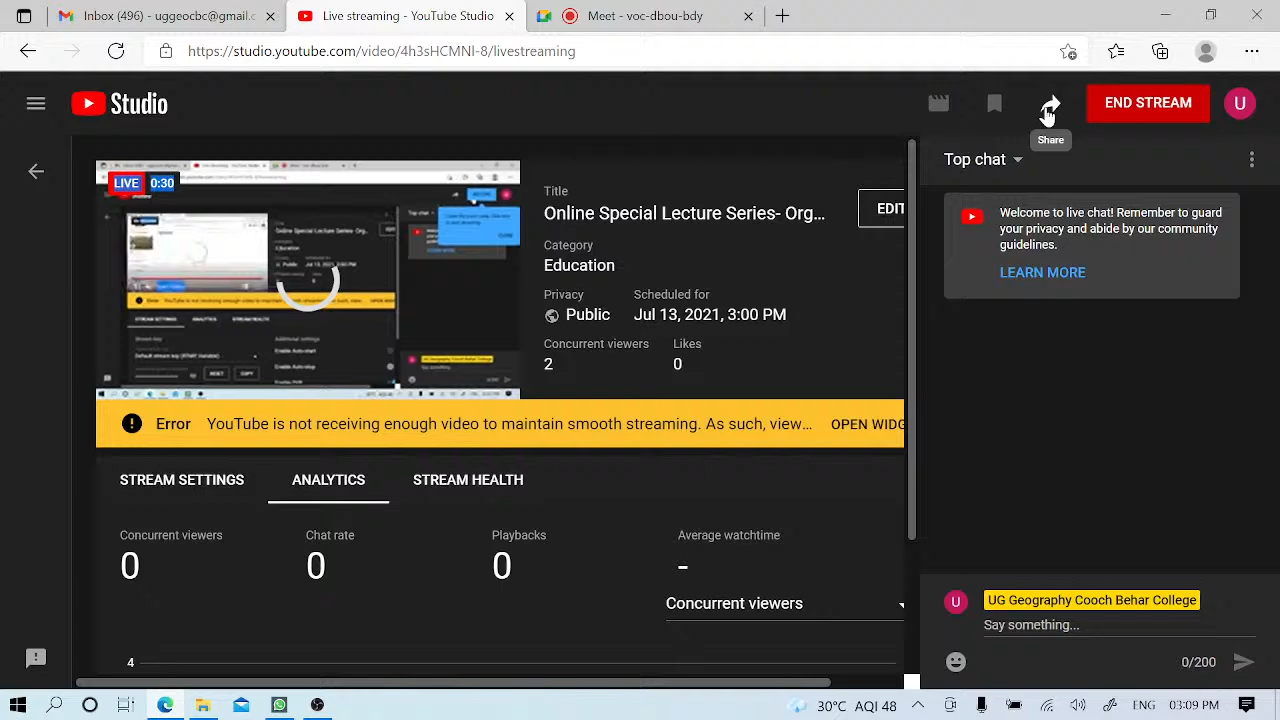 Live Streaming - YouTube Studio
Meet - voc-hnso-bdy
https://studio.youtube.com/video/4h3sHCMNI-8/livestreaming
Studio
END STREAM
U
Share
Top chat
LIVE 0:30
Title
Online Special Lecture Series- Org...
EDIT
Category
Education
Privacy
Scheduled for
Public
Jul 13, 2021, 3:00 PM
Concurrent viewers
Likes
2
0
Welcome to live chat! Remember to guard
your privacy and abide by our community
guidelines.
LEARN MORE
Error YouTube is not receiving enough video to maintain smooth streaming. As such, view...
OPEN WIDG
STREAM SETTINGS
ANALYTICS
STREAM HEALTH
Concurrent viewers
Chat rate
Playbacks
Average watchtime
0
0
0
-
Concurrent viewers
4
U
UG Geography Cooch Behar College
Say something...
0/200
30°C AQI 48
ENG
03:09 PM